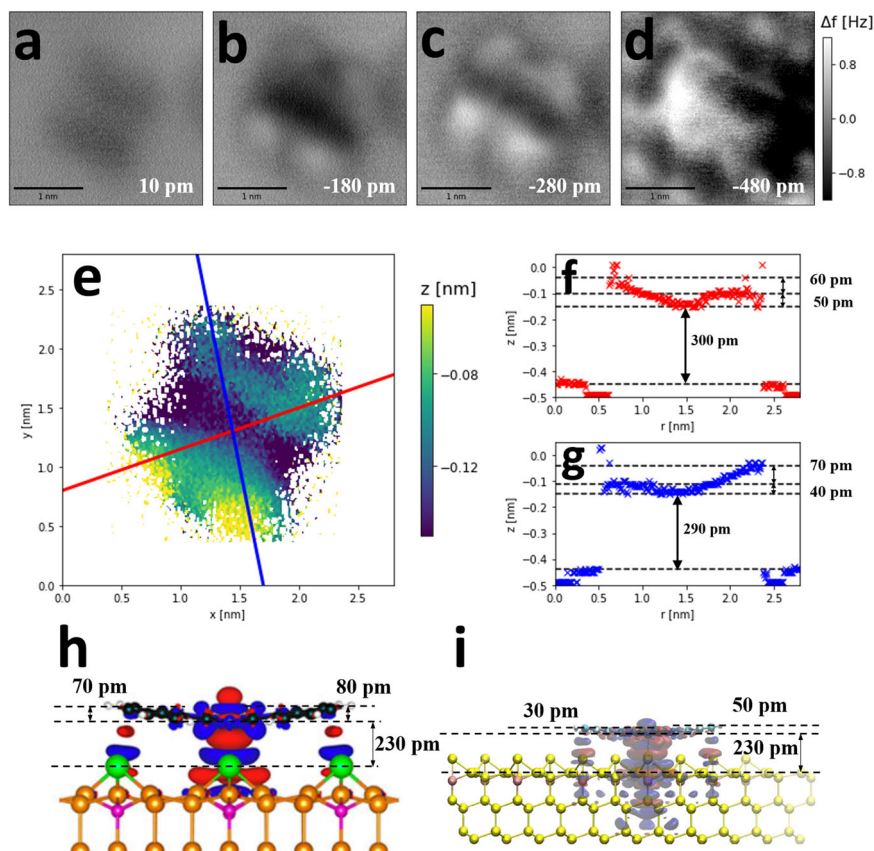 a
b
c
d
Δf [Hz]
0.8
0.0
−0.8
1 nm
10 pm
1 nm
-180 pm
1 nm
-280 pm
1 nm
-480 pm
e
2.5
2.0
1.5
1.0
0.5
0.0
y [nm]
0.0 0.5 1.0 1.5 2.0 2.5
x [nm]
z [nm]
−0.08
−0.12
f
0.0
−0.1
−0.2
−0.3
−0.4
−0.5
z [nm]
60 pm
50 pm
300 pm
0.0 0.5 1.0 1.5 2.0 2.5
r [nm]
g
0.0
−0.1
−0.2
−0.3
−0.4
−0.5
z [nm]
70 pm
40 pm
290 pm
0.0 0.5 1.0 1.5 2.0 2.5
r [nm]
h
70 pm
80 pm
230 pm
i
30 pm
50 pm
230 pm